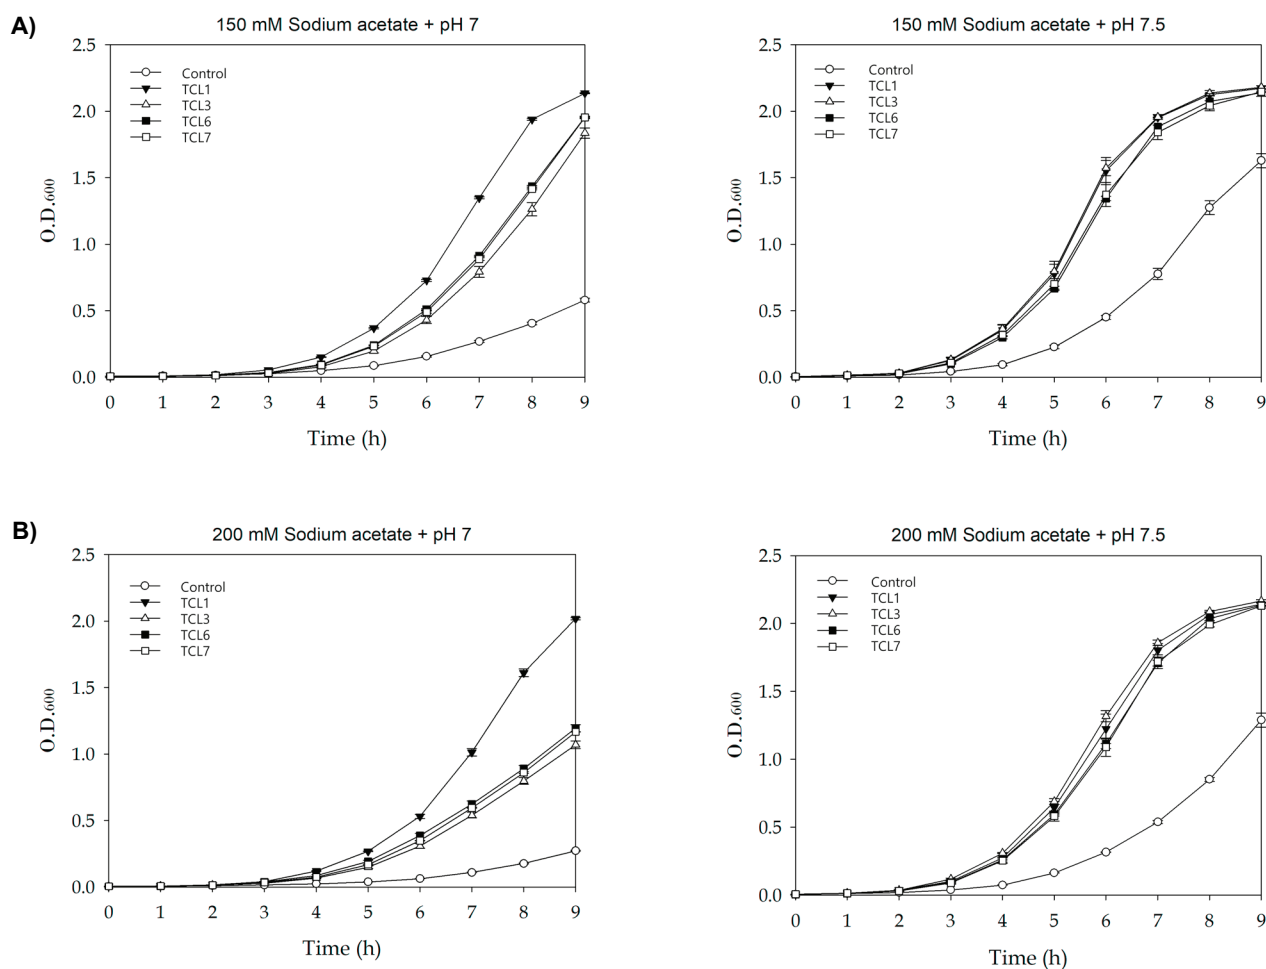 A)
150 mM Sodium acetate + pH 7
2.5
2.0
1.5
1.0
0.5
0.0
O.D.600
Control
TCL1
TCL3
TCL6
TCL7
0 1 2 3 4 5 6 7 8 9
Time (h)
150 mM Sodium acetate + pH 7.5
2.5
2.0
1.5
1.0
0.5
0.0
O.D.600
Control
TCL1
TCL3
TCL6
TCL7
0 1 2 3 4 5 6 7 8 9
Time (h)
B)
200 mM Sodium acetate + pH 7
2.5
2.0
1.5
1.0
0.5
0.0
O.D.600
Control
TCL1
TCL3
TCL6
TCL7
0 1 2 3 4 5 6 7 8 9
Time (h)
200 mM Sodium acetate + pH 7.5
2.5
2.0
1.5
1.0
0.5
0.0
O.D.600
Control
TCL1
TCL3
TCL6
TCL7
0 1 2 3 4 5 6 7 8 9
Time (h)